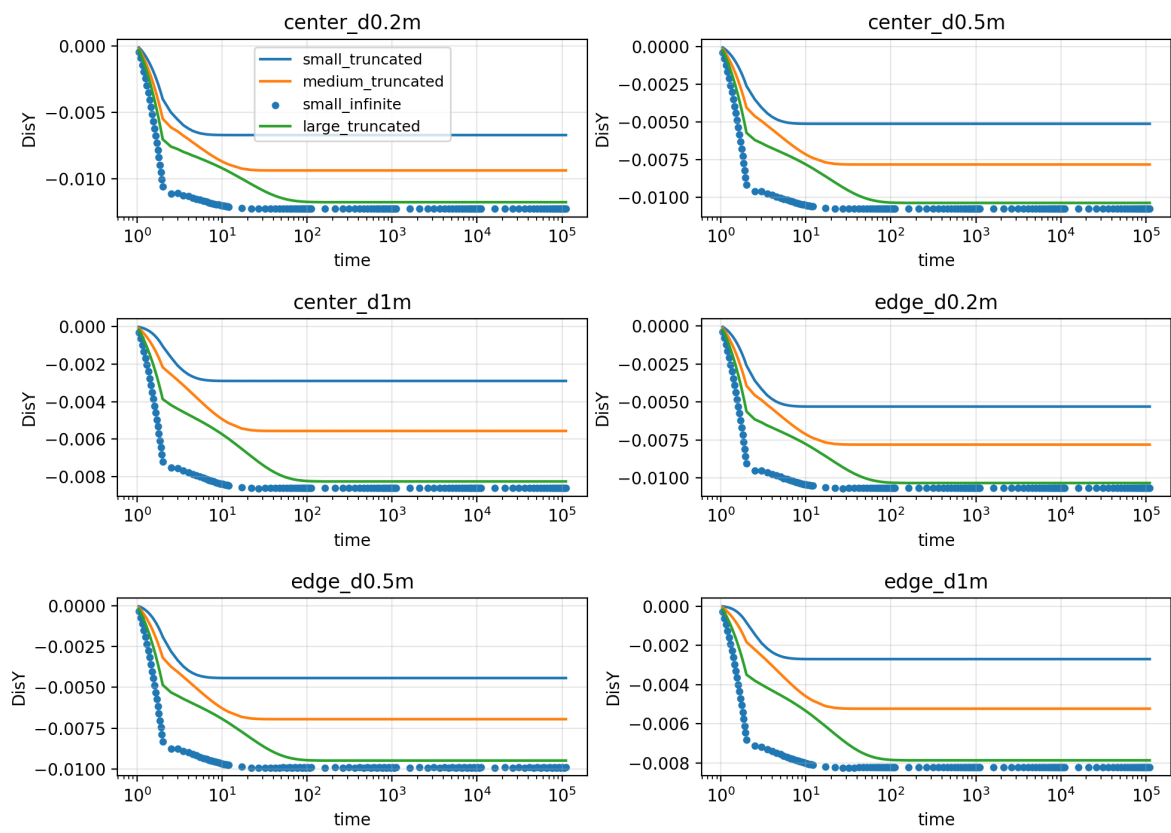 center_d0.2m
0.000
−0.005
−0.010
DisY
small_truncated
medium_truncated
small_infinite
large_truncated
10^0 10^1 10^2 10^3 10^4 10^5
time
center_d0.5m
0.0000
−0.0025
−0.0050
−0.0075
−0.0100
DisY
10^0 10^1 10^2 10^3 10^4 10^5
time
center_d1m
0.000
−0.002
−0.004
−0.006
−0.008
DisY
10^0 10^1 10^2 10^3 10^4 10^5
time
edge_d0.2m
0.0000
−0.0025
−0.0050
−0.0075
−0.0100
DisY
10^0 10^1 10^2 10^3 10^4 10^5
time
edge_d0.5m
0.0000
−0.0025
−0.0050
−0.0075
−0.0100
DisY
10^0 10^1 10^2 10^3 10^4 10^5
time
edge_d1m
0.000
−0.002
−0.004
−0.006
−0.008
DisY
10^0 10^1 10^2 10^3 10^4 10^5
time